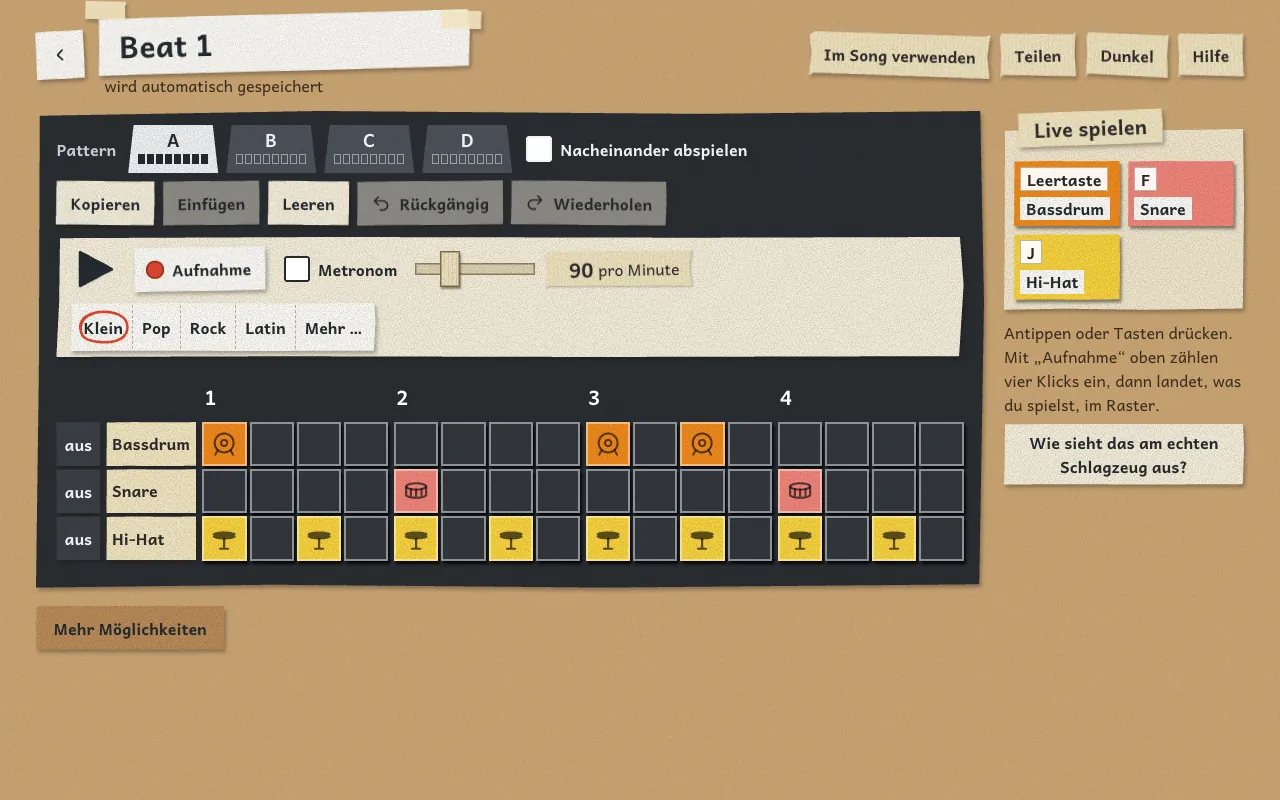 Beat 1
wird automatisch gespeichert
Im Song verwenden
Teilen
Dunkel
Hilfe
Pattern
A
B
C
D
Nacheinander abspielen
Kopieren
Einfügen
Leeren
Rückgängig
Wiederholen
Aufnahme
Metronom
90 pro Minute
Klein
Pop
Rock
Latin
Mehr ...
1
2
3
4
aus
Bassdrum
aus
Snare
aus
Hi-Hat
Mehr Möglichkeiten
Live spielen
Leertaste
Bassdrum
F
Snare
J
Hi-Hat
Antippen oder Tasten drücken.
Mit „Aufnahme“ oben zählen
vier Klicks ein, dann landet, was
du spielst, im Raster.
Wie sieht das am echten
Schlagzeug aus?